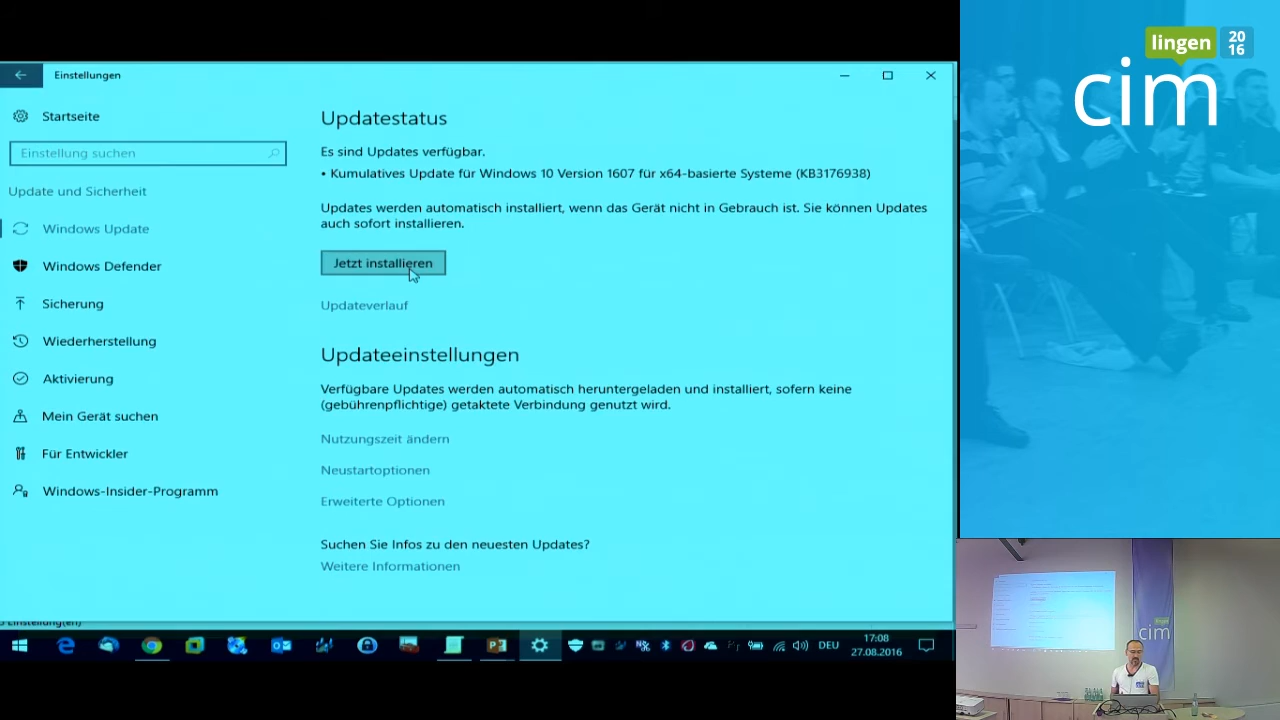 Einstellungen
Startseite
Einstellung suchen
Update und Sicherheit
Windows Update
Windows Defender
Sicherung
Wiederherstellung
Aktivierung
Mein Gerät suchen
Für Entwickler
Windows-Insider-Programm
Updatestatus
Es sind Updates verfügbar.
• Kumulatives Update für Windows 10 Version 1607 für x64-basierte Systeme (KB3176938)
Updates werden automatisch installiert, wenn das Gerät nicht in Gebrauch ist. Sie können Updates
auch sofort installieren.
Jetzt installieren
Updateverlauf
Updateeinstellungen
Verfügbare Updates werden automatisch heruntergeladen und installiert, sofern keine
(gebührenpflichtige) getaktete Verbindung genutzt wird.
Nutzungszeit ändern
Neustartoptionen
Erweiterte Optionen
Suchen Sie Infos zu den neuesten Updates?
Weitere Informationen
DEU
17:08
27.08.2016
lingen
20
16
cim
cim